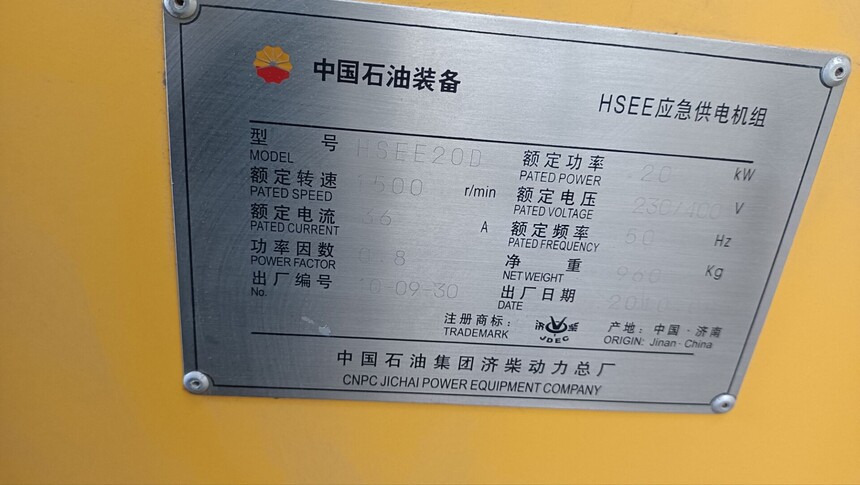 中国石油装备
HSEE应急供电机组
型 号 HSEE20D 额定功率 20 kW
MODEL PATED POWER
额定转速 1500 r/min 额定电压 230/400 V
PATED SPEED PATED VOLTAGE
额定电流 36 A 额定频率 50 Hz
PATED CURRENT PATED FREQUENCY
功率因数 0.8 净 重 960 Kg
POWER FACTOR NET WEIGHT
出厂编号 10-09-30 出厂日期
No. DATE
注册商标： 济柴 产地：中国·济南
TRADEMARK JDEC ORIGIN: Jinan·China
中国石油集团济柴动力总厂
CNPC JICHAI POWER EQUIPMENT COMPANY